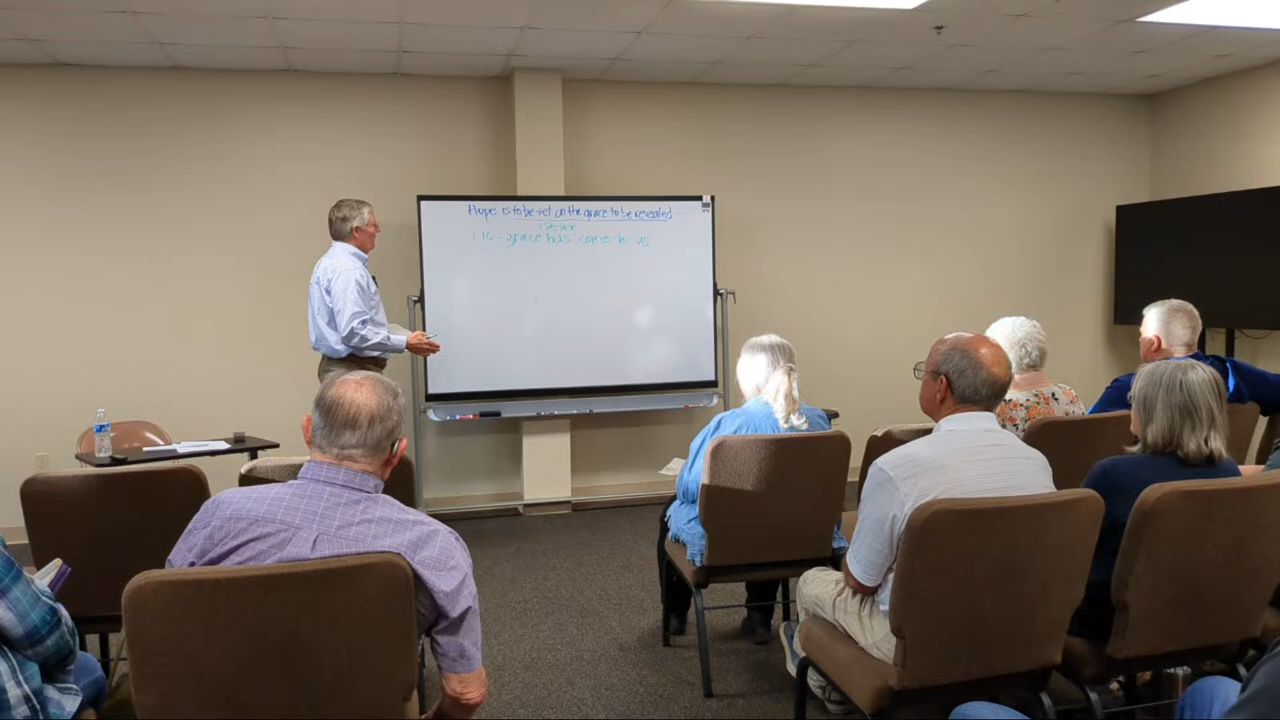 Hope is to be set on the grace to be revealed
1 Peter
1:10 - grace has come to us